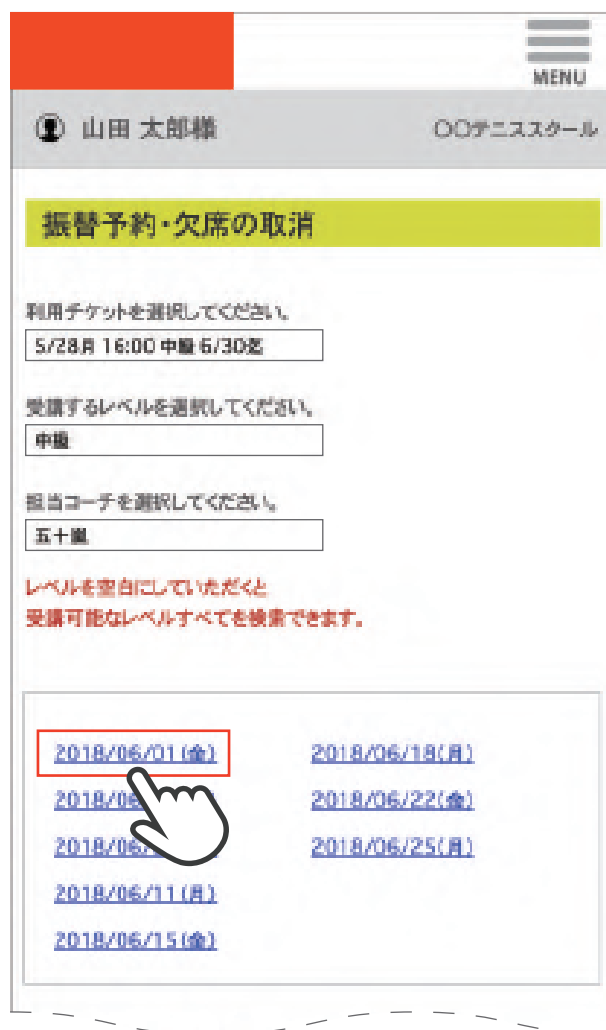 MENU
山田 太郎様
〇〇テニススクール
振替予約・欠席の取消
利用チケットを選択してください。
5/28月 16:00 中級 6/30迄
受講するレベルを選択してください。
中級
担当コーチを選択してください。
五十嵐
レベルを空白にしていただくと
受講可能なレベルすべてを検索できます。
2018/06/01(金)
2018/06
2018/06/
2018/06/11(月)
2018/06/15(金)
2018/06/18(月)
2018/06/22(金)
2018/06/25(月)